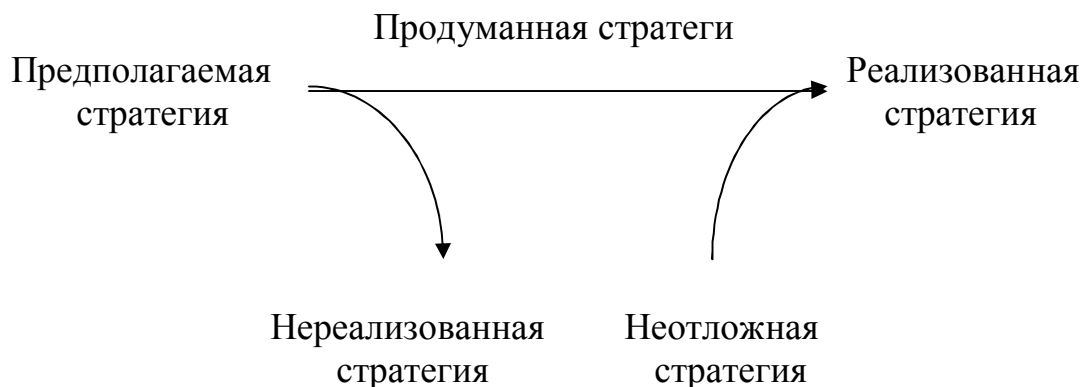 Продуманная стратеги
Предполагаемая
стратегия
Реализованная
стратегия
Нереализованная
стратегия
Неотложная
стратегия